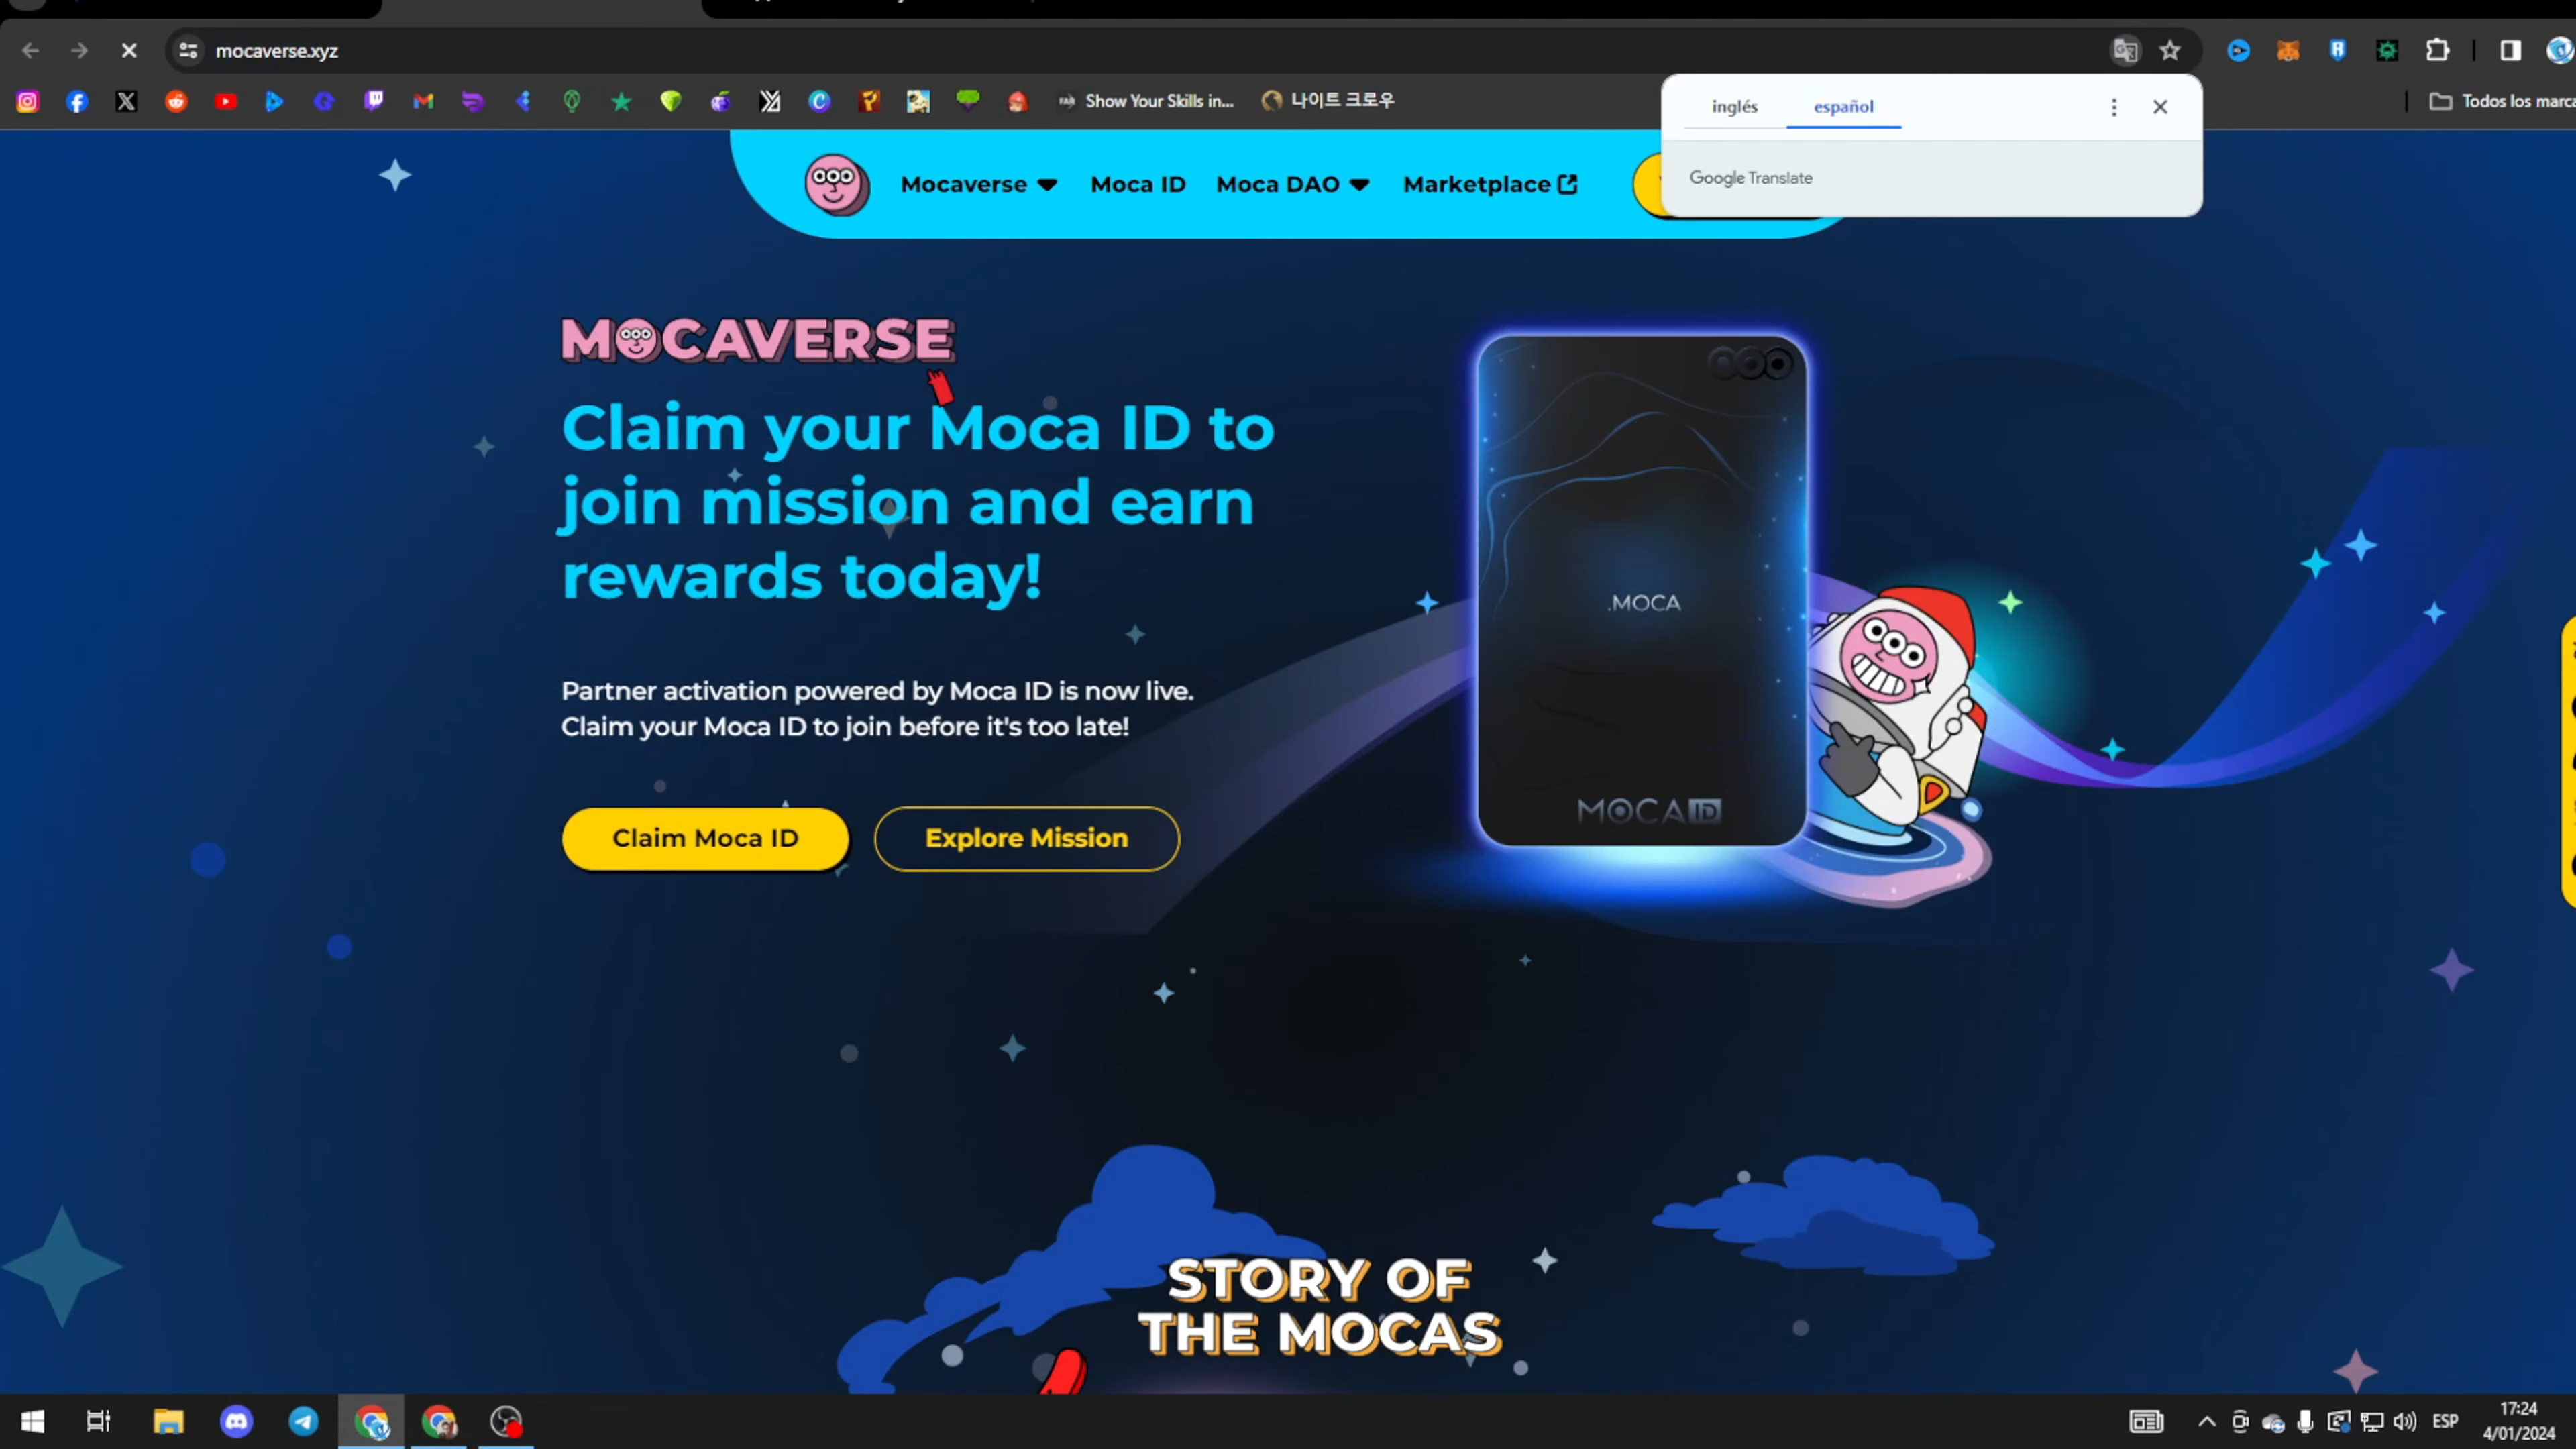 mocaverse.xyz
Show Your Skills in...
나이트 크로우
Todos los marca
inglés
español
Google Translate
Mocaverse
Moca ID
Moca DAO
Marketplace
MOCAVERSE
Claim your Moca ID to
join mission and earn
rewards today!
Partner activation powered by Moca ID is now live.
Claim your Moca ID to join before it's too late!
Claim Moca ID
Explore Mission
.MOCA
MOCA ID
STORY OF
THE MOCAS
ESP
17:24
4/01/2024